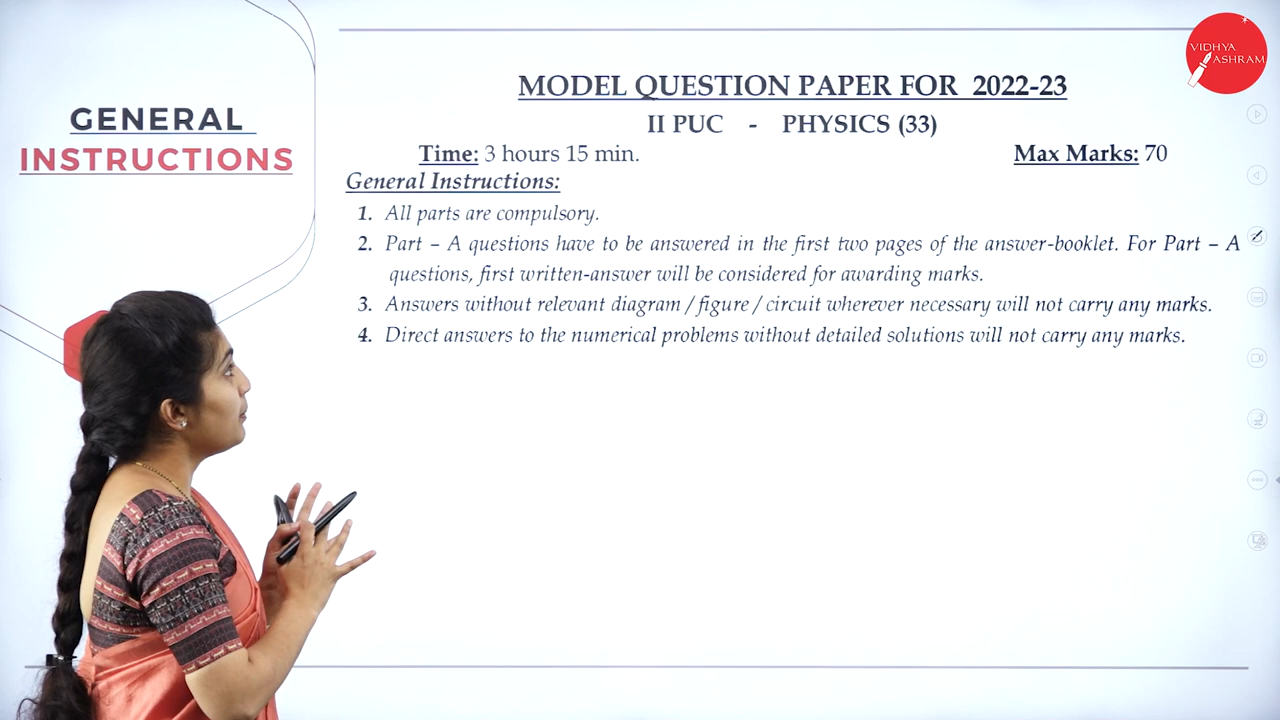 GENERAL
INSTRUCTIONS
VIDHYA
ASHRAM
MODEL QUESTION PAPER FOR 2022-23
II PUC - PHYSICS (33)
Time: 3 hours 15 min. Max Marks: 70
General Instructions:
1. All parts are compulsory.
2. Part – A questions have to be answered in the first two pages of the answer-booklet. For Part – A
questions, first written-answer will be considered for awarding marks.
3. Answers without relevant diagram / figure / circuit wherever necessary will not carry any marks.
4. Direct answers to the numerical problems without detailed solutions will not carry any marks.